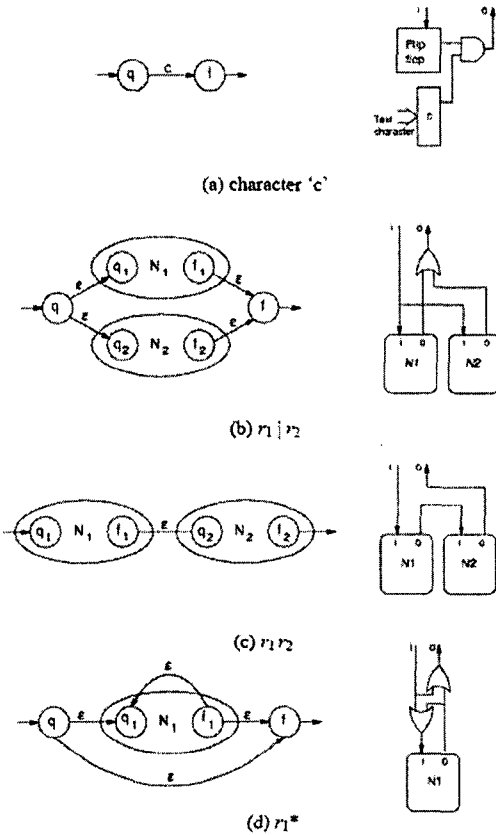 i o
Flip
flop
q c f
Text
character
c
(a) character 'c'
i o
q₁ N₁ f₁
ε ε
q f
ε ε
q₂ N₂ f₂
i o i o
N1 N2
(b) r₁ | r₂
i o
q₁ N₁ f₁ ε q₂ N₂ f₂
i o i o
N1 N2
(c) r₁ r₂
i o
ε
q ε q₁ N₁ f₁ ε f
ε
i o
N1
(d) r₁*